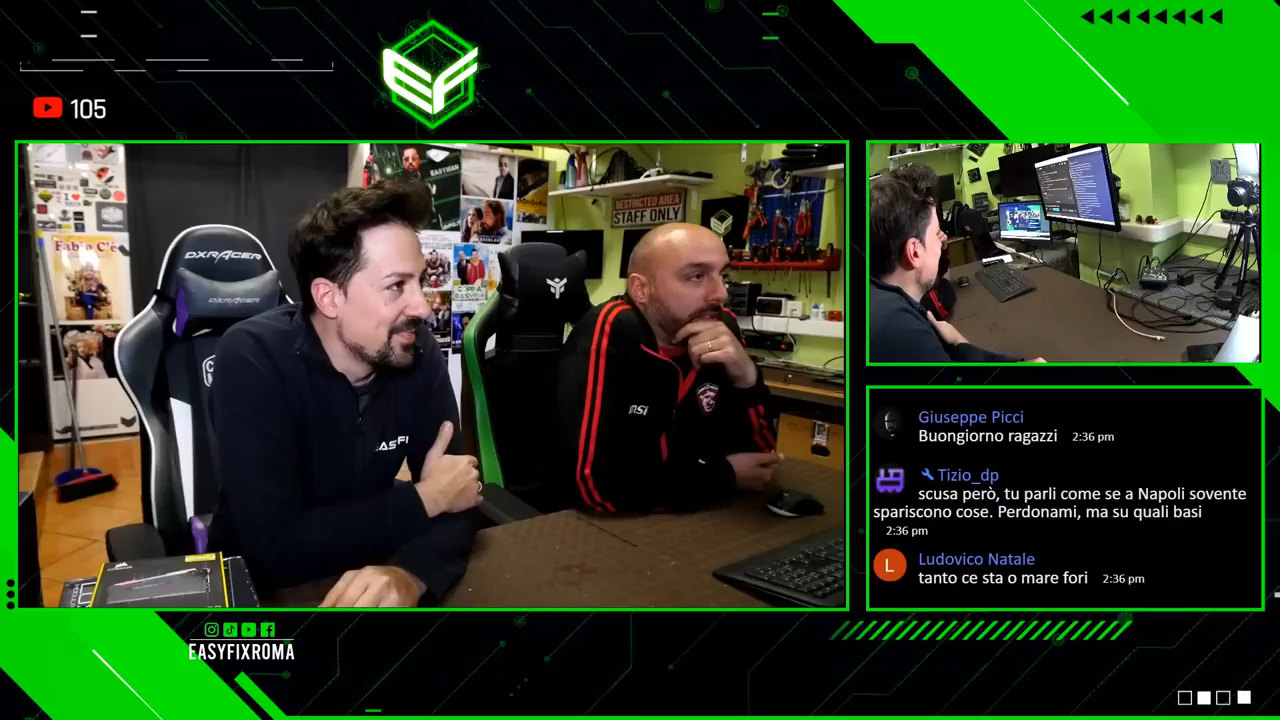 105
EF
DXRACER
DXRACER
Fabio C'è
EASYMAN
RESTRICTED AREA
STAFF ONLY
msi
Giuseppe Picci
Buongiorno ragazzi 2:36 pm
Tizio_dp
scusa però, tu parli come se a Napoli sovente
spariscono cose. Perdonami, ma su quali basi
2:36 pm
L
Ludovico Natale
tanto ce sta o mare fori 2:36 pm
EASYFIXROMA